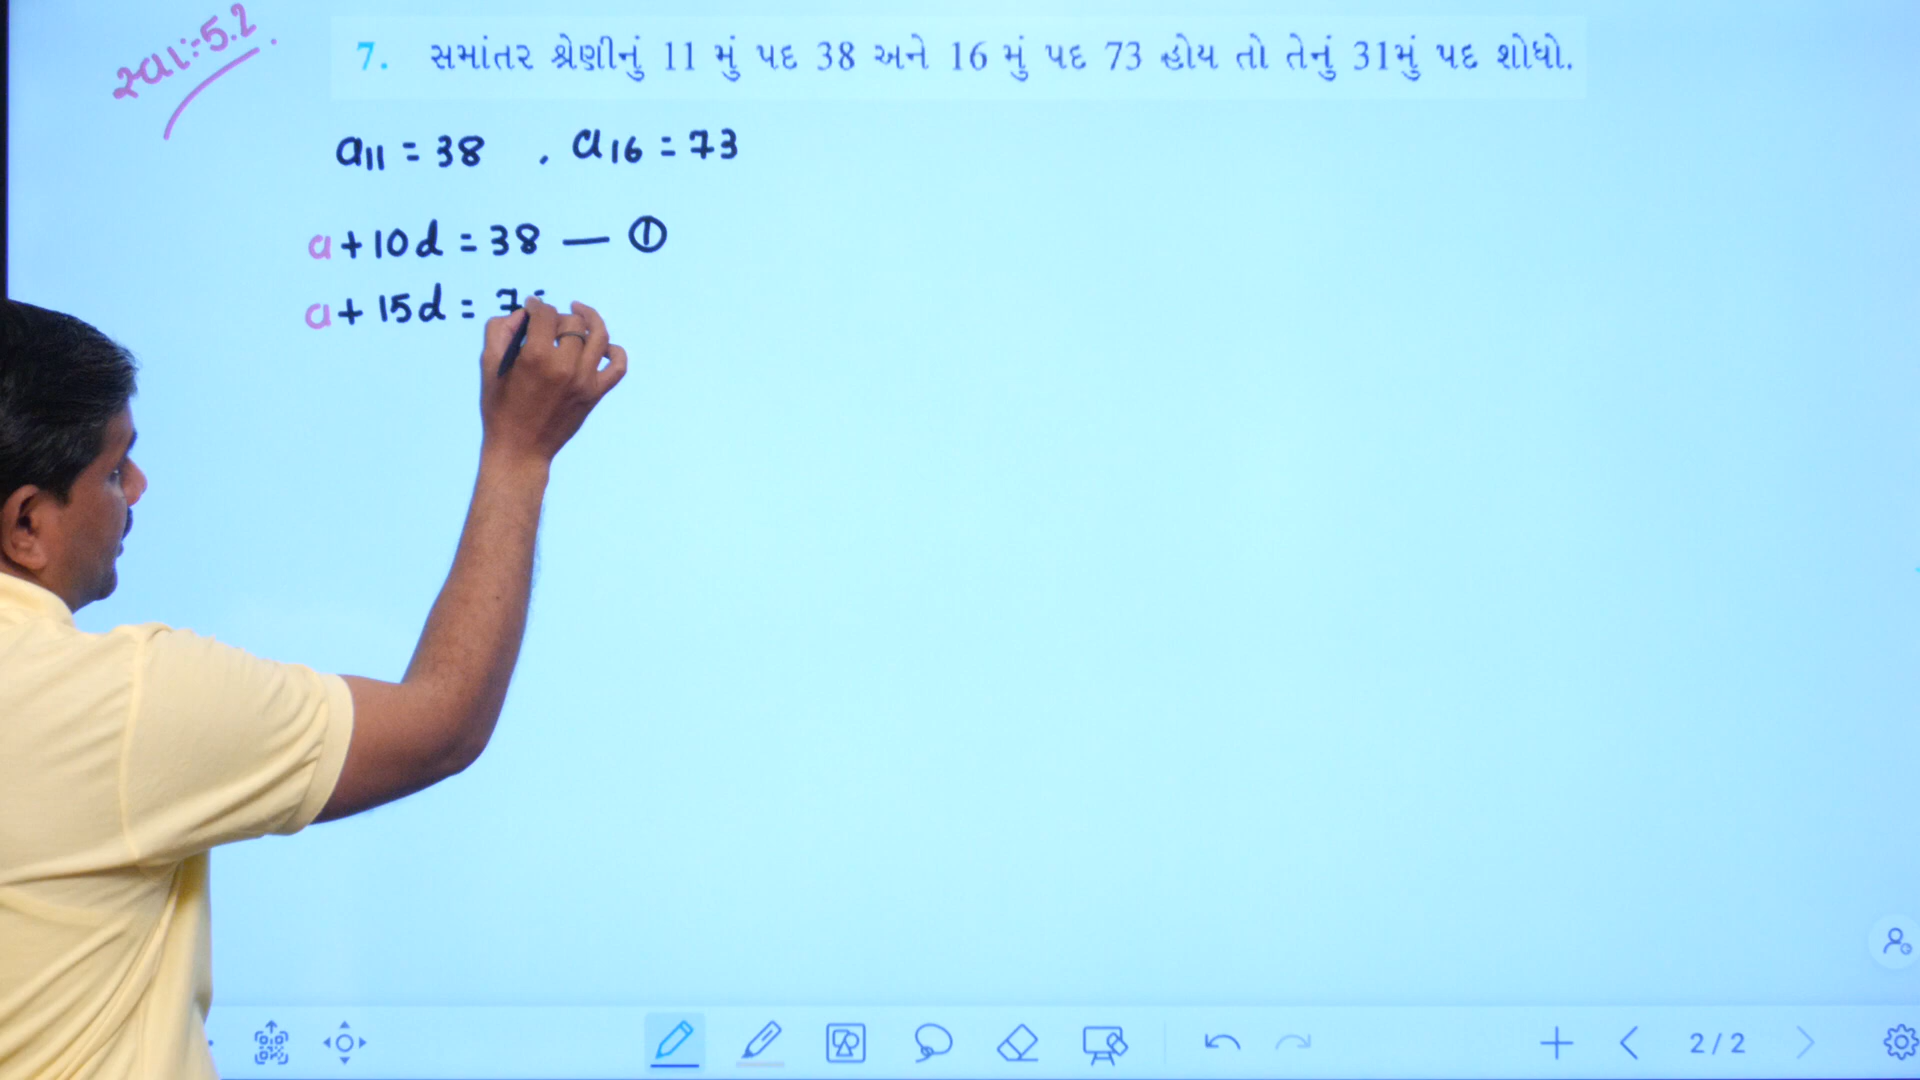 સ્વાઃ-5.2
7. સમાંતર શ્રેણીનું 11 મું પદ 38 અને 16 મું પદ 73 હોય તો તેનું 31મું પદ શોધો.
a11 = 38 , a16 = 73
a + 10d = 38 — ①
a + 15d = 7
2/2